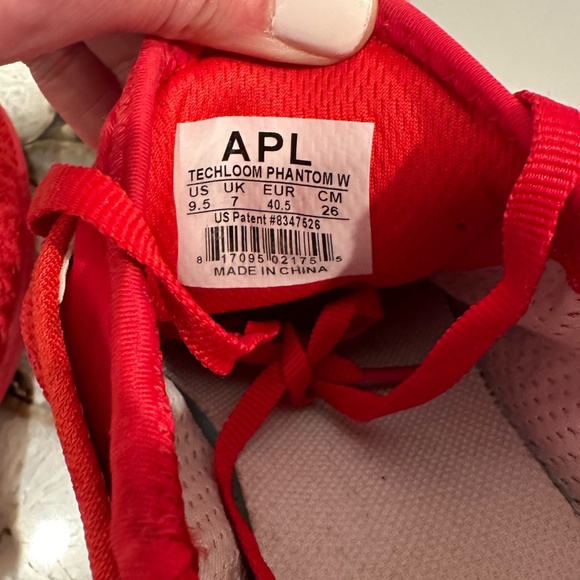 APL
TECHLOOM PHANTOM W
US UK EUR CM
9.5 7 40.5 26
US Patent #8347526
8 17095 02175 5
MADE IN CHINA